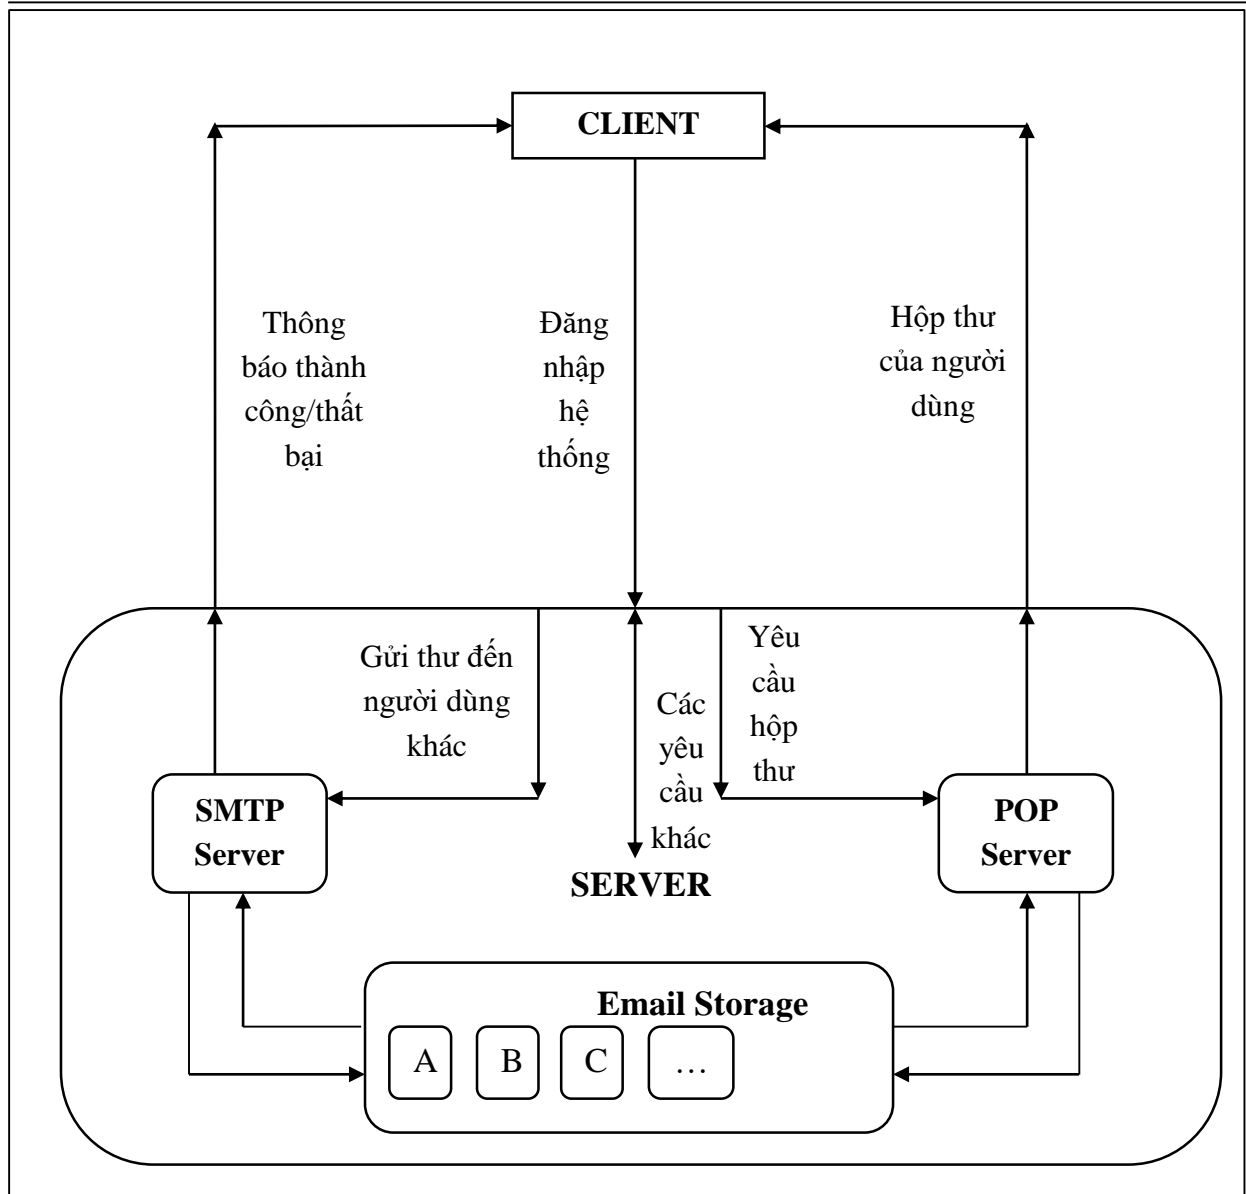 CLIENT
Thông
báo thành
công/thất
bại
Đăng
nhập
hệ
thống
Hộp thư
của người
dùng
Gửi thư đến
người dùng
khác
Các
yêu
cầu
khác
Yêu
cầu
hộp
thư
SMTP
Server
SERVER
POP
Server
Email Storage
A
B
C
…